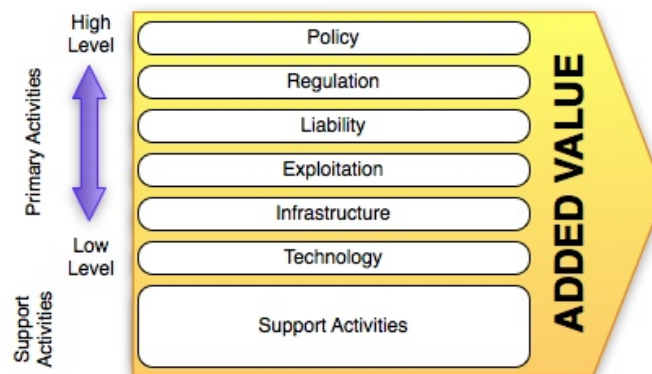 High
Level
Primary Activities
Low
Level
Support
Activities
Policy
Regulation
Liability
Exploitation
Infrastructure
Technology
Support Activities
ADDED VALUE